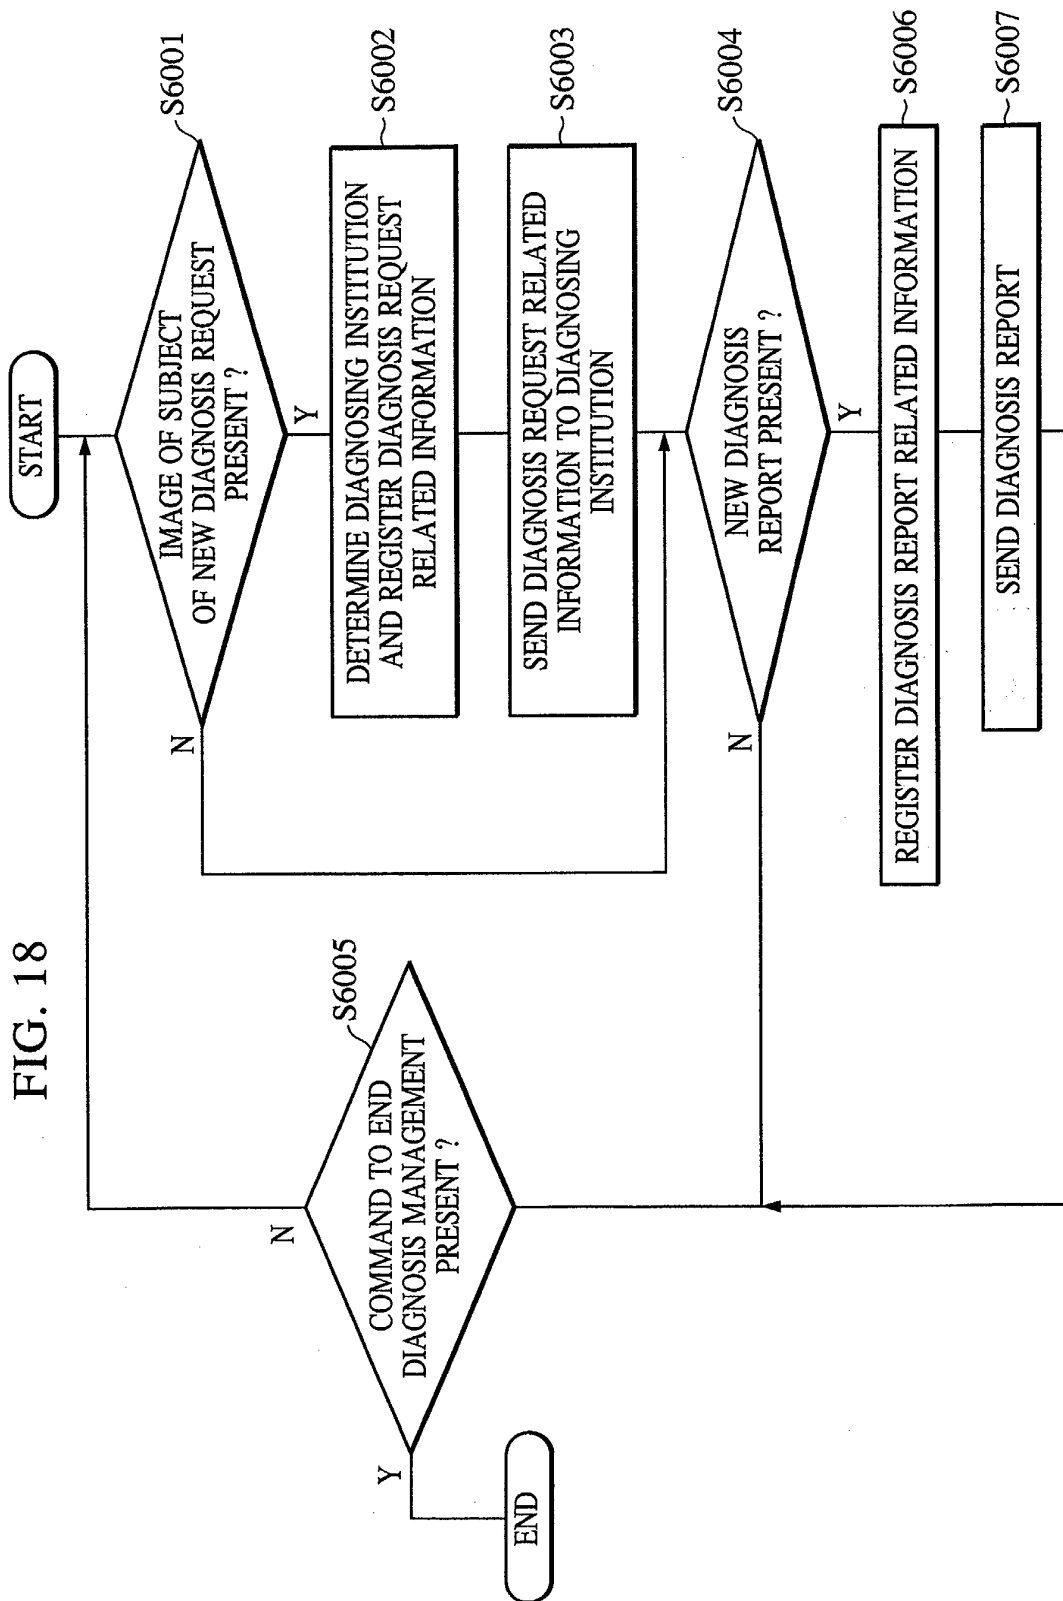 FIG. 18
START
IMAGE OF SUBJECT
OF NEW DIAGNOSIS REQUEST
PRESENT ?
S6001
N
Y
DETERMINE DIAGNOSING INSTITUTION
AND REGISTER DIAGNOSIS REQUEST
RELATED INFORMATION
S6002
SEND DIAGNOSIS REQUEST RELATED
INFORMATION TO DIAGNOSING
INSTITUTION
S6003
NEW DIAGNOSIS
REPORT PRESENT ?
S6004
N
Y
REGISTER DIAGNOSIS REPORT RELATED INFORMATION
S6006
SEND DIAGNOSIS REPORT
S6007
COMMAND TO END
DIAGNOSIS MANAGEMENT
PRESENT ?
S6005
N
Y
END